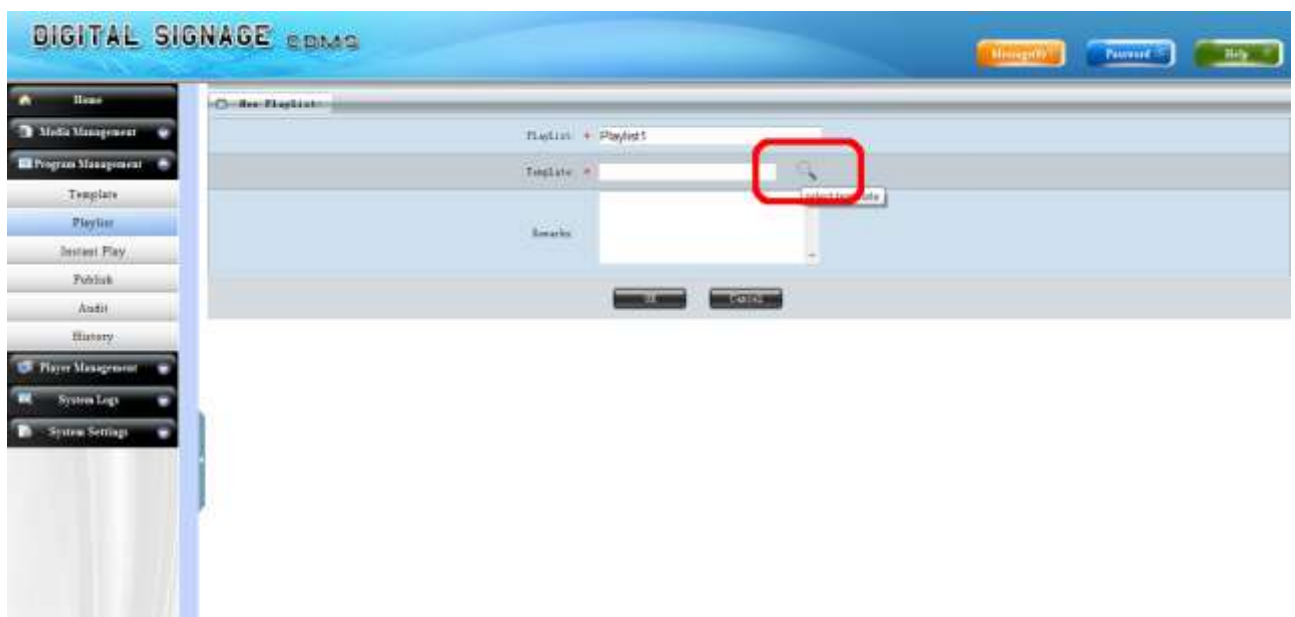 DIGITAL SIGNAGE CDMS
Password
Help
Home
New Playlist
Media Management
Playlist * Playlist1
Program Management
Template *
Template
Playlist
Remarks
Instant Play
Publish
OK Cancel
Audit
History
Player Management
System Logs
System Settings